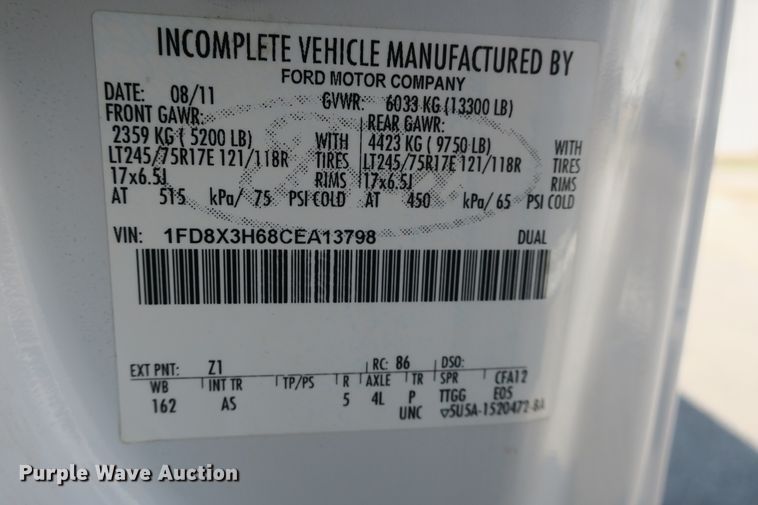 INCOMPLETE VEHICLE MANUFACTURED BY
FORD MOTOR COMPANY
DATE: 08/11 GVWR: 6033 KG (13300 LB)
FRONT GAWR: REAR GAWR:
2359 KG ( 5200 LB) WITH 4423 KG ( 9750 LB) WITH
LT245/75R17E 121/118R TIRES LT245/75R17E 121/118R TIRES
17x6.5J RIMS 17x6.5J RIMS
AT 515 kPa/ 75 PSI COLD AT 450 kPa/ 65 PSI COLD
VIN: 1FD8X3H68CEA13798 DUAL
EXT PNT: Z1 RC: 86 DSO:
WB INT TR TP/PS R AXLE TR SPR CFA12
162 AS 5 4L P TTGG E05
UNC 5U5A-1520472-BA
Purple Wave Auction